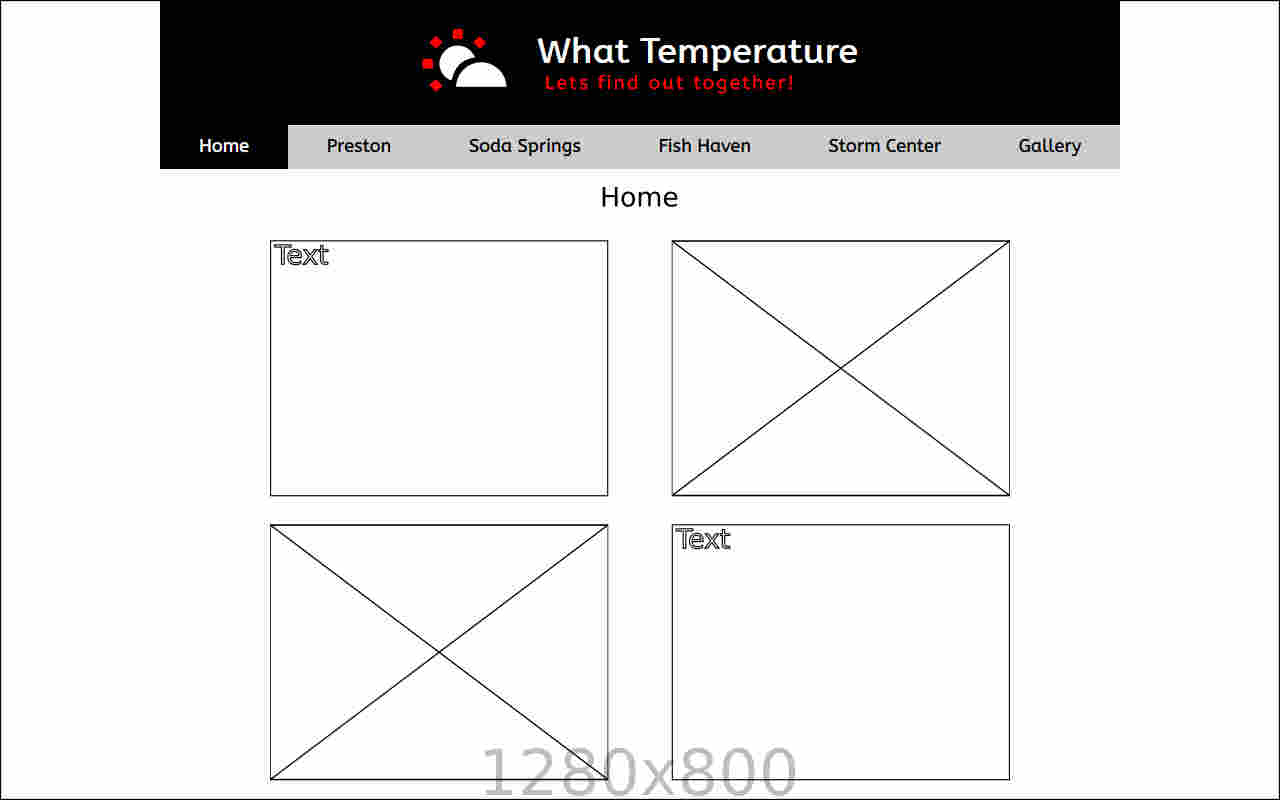 What Temperature
Lets find out together!
Home Preston Soda Springs Fish Haven Storm Center Gallery
Home
Text
Text
1280x800